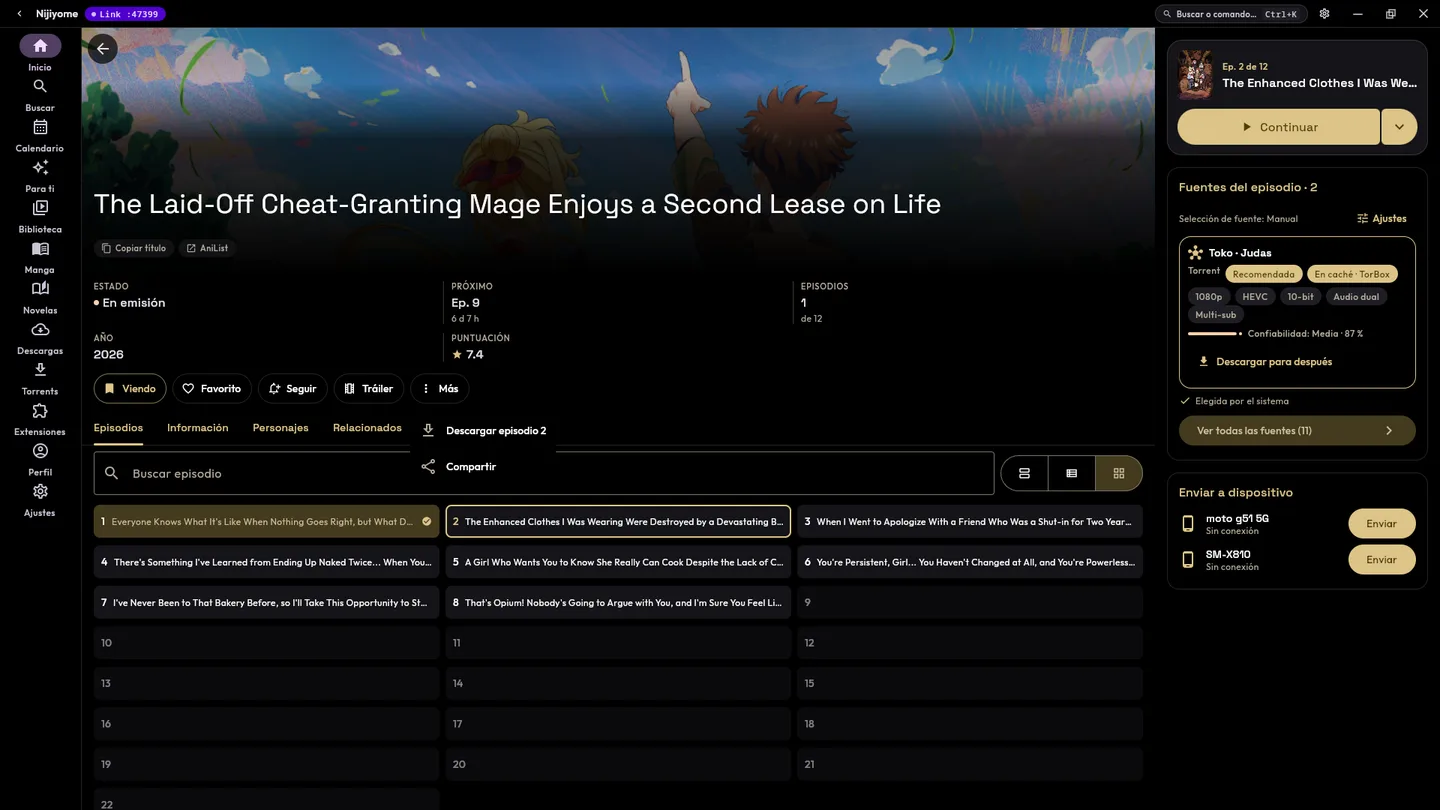 Nijiyome
Link :47399
Buscar o comando... Ctrl+K
Inicio
Buscar
Calendario
Para ti
Biblioteca
Manga
Novelas
Descargas
Torrents
Extensiones
Perfil
Ajustes
The Laid-Off Cheat-Granting Mage Enjoys a Second Lease on Life
Copiar título
AniList
ESTADO
En emisión
PRÓXIMO
Ep. 9
6 d 7 h
EPISODIOS
1
de 12
AÑO
2026
PUNTUACIÓN
7.4
Viendo
Favorito
Seguir
Tráiler
Más
Episodios
Información
Personajes
Relacionados
Descargar episodio 2
Compartir
Buscar episodio
1 Everyone Knows What It's Like When Nothing Goes Right, but What D...
2 The Enhanced Clothes I Was Wearing Were Destroyed by a Devastating B...
3 When I Went to Apologize With a Friend Who Was a Shut-in for Two Year...
4 There's Something I've Learned from Ending Up Naked Twice... When You...
5 A Girl Who Wants You to Know She Really Can Cook Despite the Lack of C...
6 You're Persistent, Girl... You Haven't Changed at All, and You're Powerless...
7 I've Never Been to That Bakery Before, so I'll Take This Opportunity to St...
8 That's Opium! Nobody's Going to Argue with You, and I'm Sure You Feel Li...
9
10
11
12
13
14
15
16
17
18
19
20
21
22
Ep. 2 de 12
The Enhanced Clothes I Was We...
Continuar
Fuentes del episodio · 2
Selección de fuente: Manual
Ajustes
Toko · Judas
Torrent
Recomendada
En caché · TorBox
1080p
HEVC
10-bit
Audio dual
Multi-sub
Confiabilidad: Media · 87 %
Descargar para después
Elegida por el sistema
Ver todas las fuentes (11)
Enviar a dispositivo
moto g51 5G
Sin conexión
Enviar
SM-X810
Sin conexión
Enviar